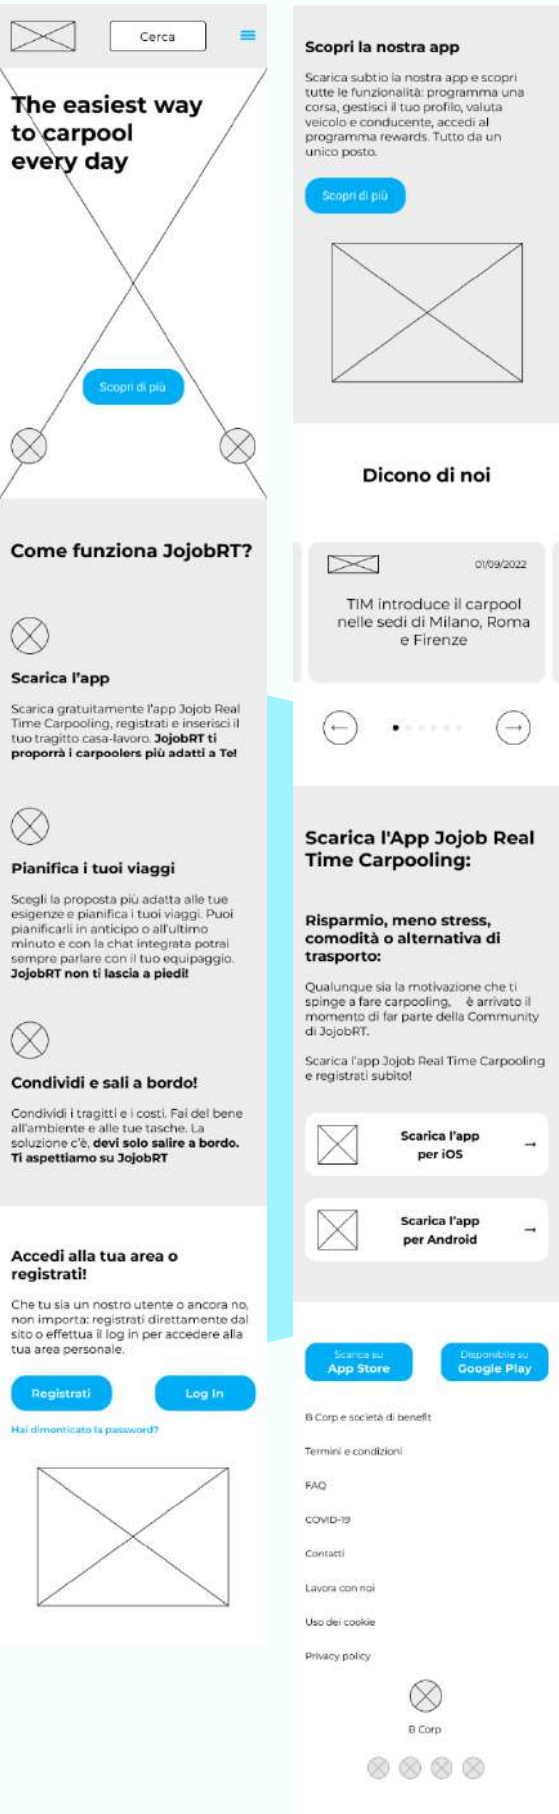 Cerca
The easiest way
to carpool
every day
Scopri di più
Come funziona JojobRT?
Scarica l'app
Scarica gratuitamente l'app Jojob Real
Time Carpooling, registrati e inserisci il
tuo tragitto casa-lavoro. JojobRT ti
proporrà i carpoolers più adatti a Te!
Pianifica i tuoi viaggi
Scegli la proposta più adatta alle tue
esigenze e pianifica i tuoi viaggi. Puoi
pianificarli in anticipo o all'ultimo
minuto e con la chat integrata potrai
sempre parlare con il tuo equipaggio.
JojobRT non ti lascia a piedi!
Condividi e sali a bordo!
Condividi i tragitti e i costi. Fai del bene
all'ambiente e alle tue tasche. La
soluzione c'è, devi solo salire a bordo.
Ti aspettiamo su JojobRT
Accedi alla tua area o
registrati!
Che tu sia un nostro utente o ancora no,
non importa: registrati direttamente dal
sito o effettua il log in per accedere alla
tua area personale.
Registrati
Log In
Hai dimenticato la password?
Scopri la nostra app
Scarica subtio la nostra app e scopri
tutte le funzionalità: programma una
corsa, gestisci il tuo profilo, valuta
veicolo e conducente, accedi al
programma rewards. Tutto da un
unico posto.
Scopri di più
Dicono di noi
01/09/2022
TIM introduce il carpool
nelle sedi di Milano, Roma
e Firenze
Scarica l'App Jojob Real
Time Carpooling:
Risparmio, meno stress,
comodità o alternativa di
trasporto:
Qualunque sia la motivazione che ti
spinge a fare carpooling, è arrivato il
momento di far parte della Community
di JojobRT.
Scarica l'app Jojob Real Time Carpooling
e registrati subito!
Scarica l'app
per iOS
Scarica l'app
per Android
Scarica su
App Store
Disponibile su
Google Play
B Corp e società di benefit
Termini e condizioni
FAQ
COVID-19
Contatti
Lavora con noi
Uso dei cookie
Privacy policy
B Corp